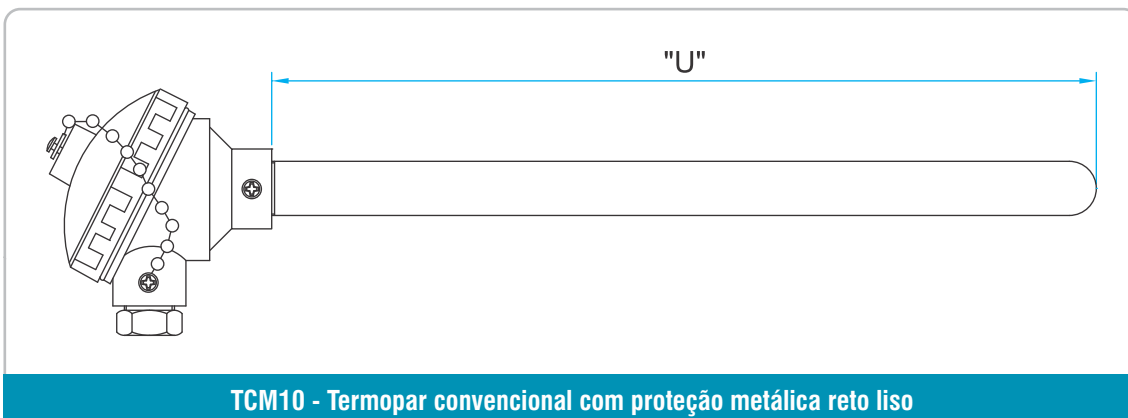 "U"
TCM10 - Termopar convencional com proteção metálica reto liso